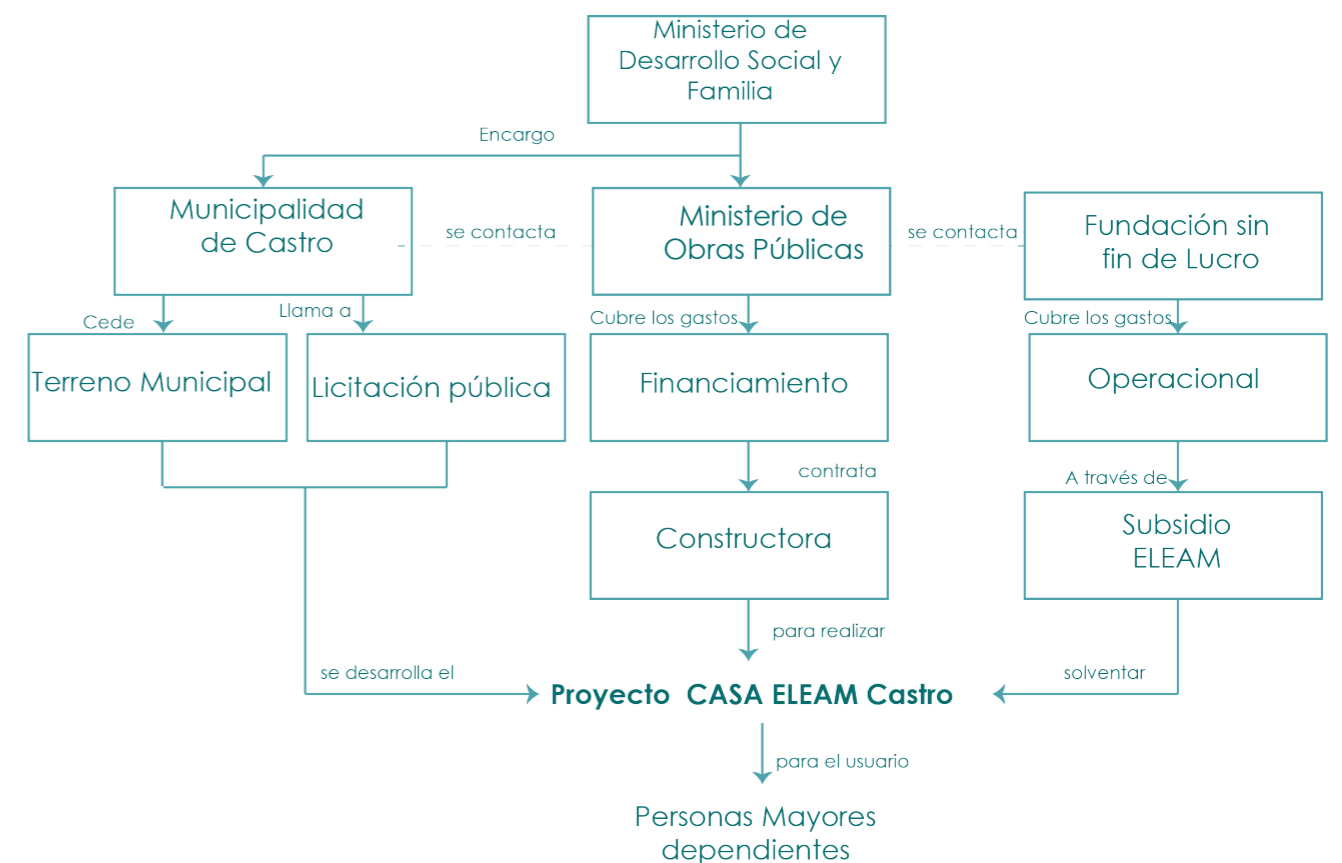 Ministerio de
Desarrollo Social y
Familia
Encargo
Municipalidad
de Castro
se contacta
Ministerio de
Obras Públicas
se contacta
Fundación sin
fin de Lucro
Cede
Llama a
Cubre los gastos
Cubre los gastos
Terreno Municipal
Licitación pública
Financiamiento
Operacional
contrata
A través de
Constructora
Subsidio
ELEAM
para realizar
se desarrolla el
solventar
Proyecto CASA ELEAM Castro
para el usuario
Personas Mayores
dependientes